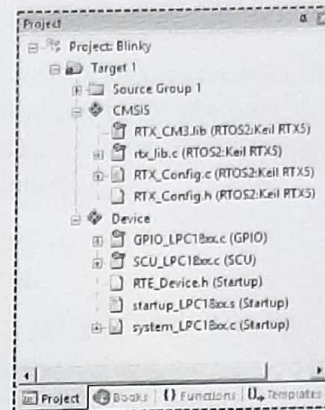 Project
Project: Blinky
Target 1
Source Group 1
CMSIS
RTX_CM3.lib (RTOS2:Keil RTX5)
rtx_lib.c (RTOS2:Keil RTX5)
RTX_Config.c (RTOS2:Keil RTX5)
RTX_Config.h (RTOS2:Keil RTX5)
Device
GPIO_LPC18xx.c (GPIO)
SCU_LPC18xx.c (SCU)
RTE_Device.h (Startup)
startup_LPC18xx.s (Startup)
system_LPC18xx.c (Startup)
Project Books {} Functions 0 Templates